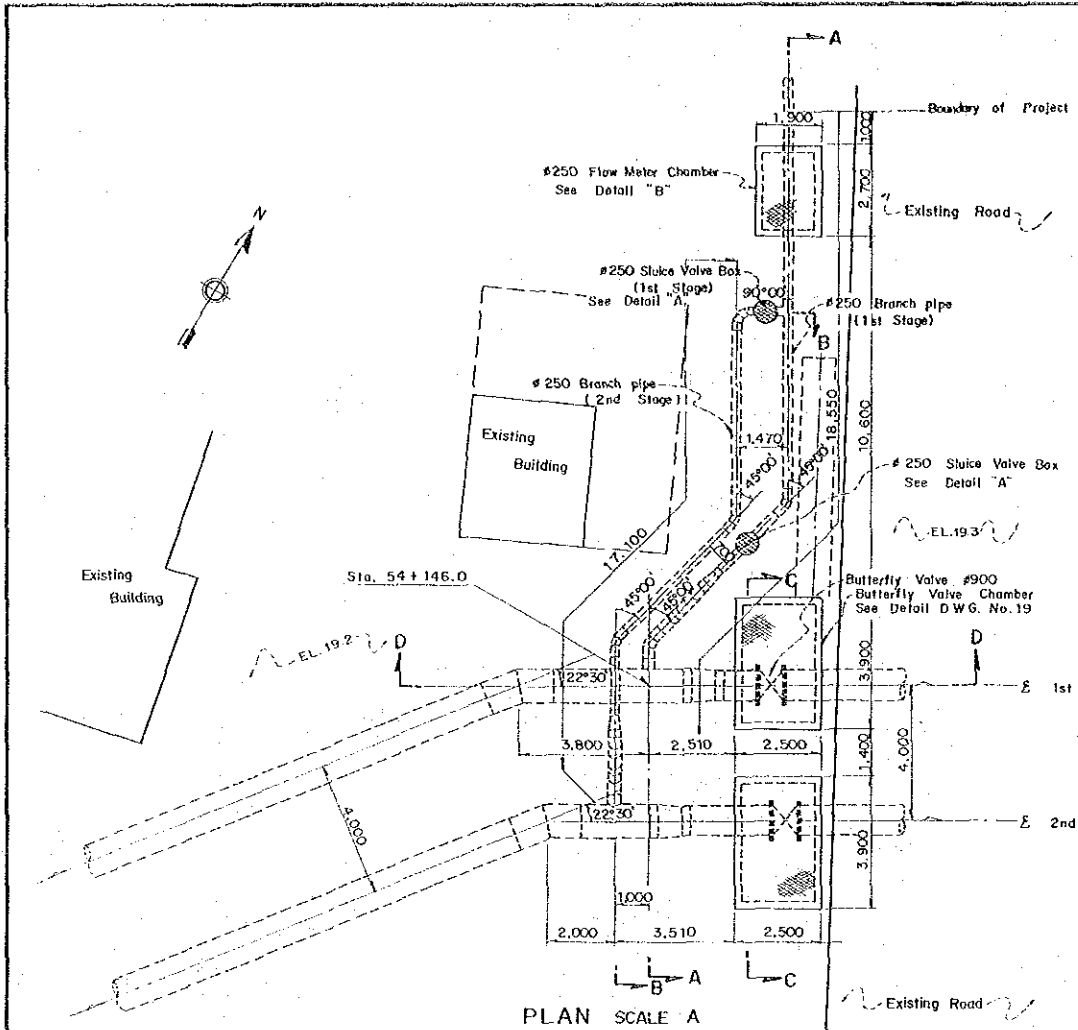 A
Boundary of Project
1,900
1,000
ø250 Flow Meter Chamber
See Detail "B"
2,700
Existing Road
N
ø250 Sluice Valve Box
(1st Stage)
See Detail "A"
90°00'
ø250 Branch pipe
(1st Stage)
B
ø 250 Branch pipe
(2nd Stage)
18,550
10,600
Existing
Building
1,470
45°00'
45°00'
ø 250 Sluice Valve Box
See Detail "A"
EL.19.3
17,100
Existing
Building
Sta. 54 + 146.0
45°00'
45°00'
C
Butterfly Valve ø900
Butterfly Valve Chamber
See Detail D W G. No. 19
EL. 19.2
D
D
22°30'
3,900
1st
3,800
2,510
2,500
1,400
4,000
4,000
22°30'
2nd
3,900
1,000
2,000
3,510
2,500
B
A
C
PLAN SCALE A
Existing Road